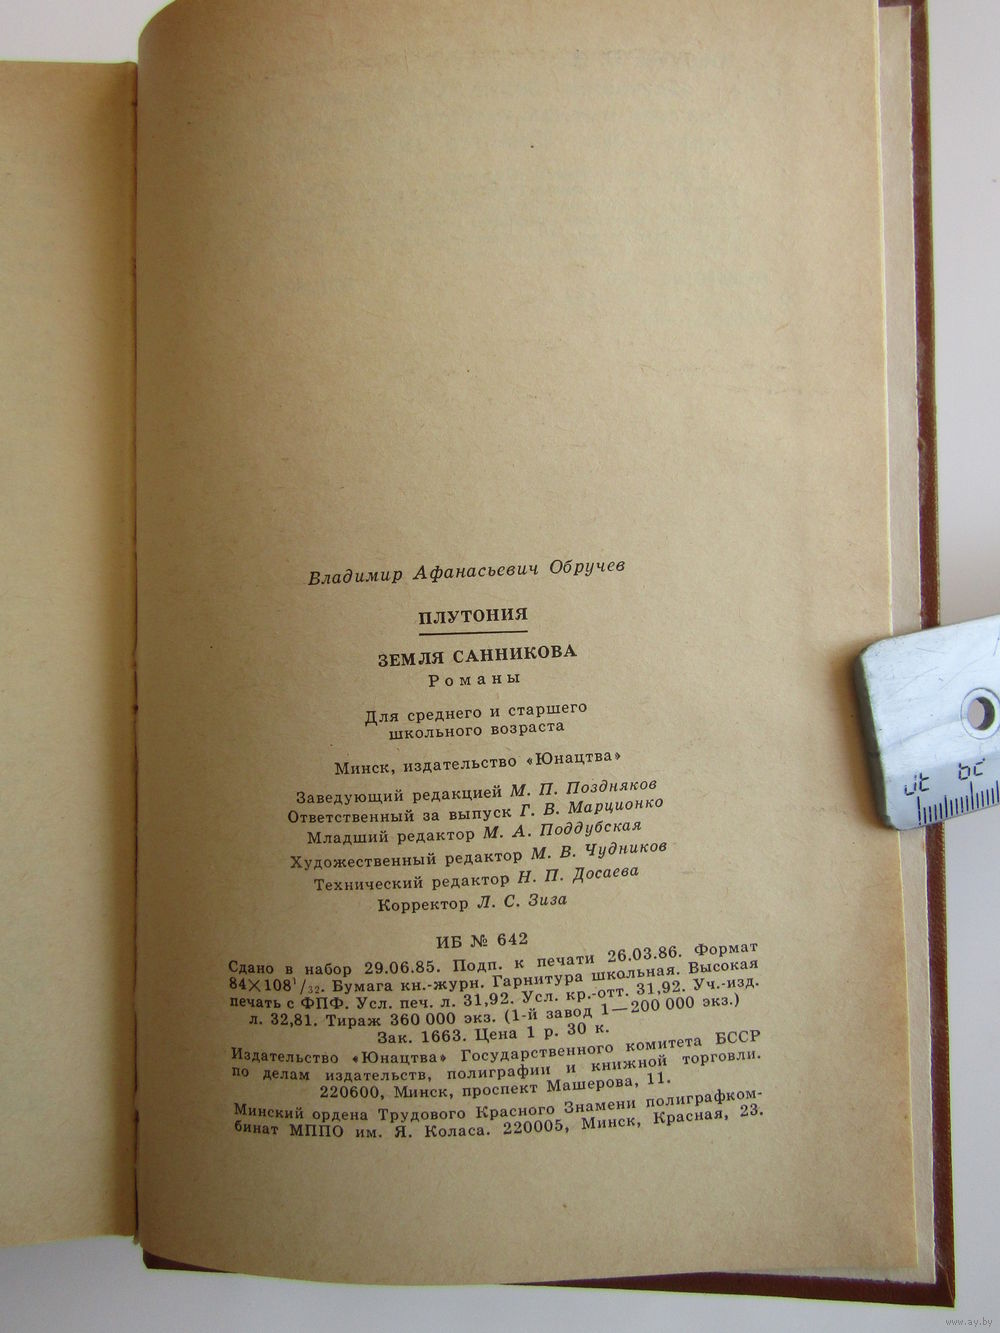 Владимир Афанасьевич Обручев
ПЛУТОНИЯ
ЗЕМЛЯ САННИКОВА
Романы
Для среднего и старшего
школьного возраста
Минск, издательство «Юнацтва»
Заведующий редакцией М. П. Поздняков
Ответственный за выпуск Г. В. Марционко
Младший редактор М. А. Поддубская
Художественный редактор М. В. Чудников
Технический редактор Н. П. Досаева
Корректор Л. С. Зиза
ИБ № 642
Сдано в набор 29.06.85. Подп. к печати 26.03.86. Формат
84×108¹/₃₂. Бумага кн.-журн. Гарнитура школьная. Высокая
печать с ФПФ. Усл. печ. л. 31,92. Усл. кр.-отт. 31,92. Уч.-изд.
л. 32,81. Тираж 360 000 экз. (1-й завод 1—200 000 экз.)
Зак. 1663. Цена 1 р. 30 к.
Издательство «Юнацтва» Государственного комитета БССР
по делам издательств, полиграфии и книжной торговли.
220600, Минск, проспект Машерова, 11.
Минский ордена Трудового Красного Знамени полиграфком-
бинат МППО им. Я. Коласа. 220005, Минск, Красная, 23.
www.ay.by